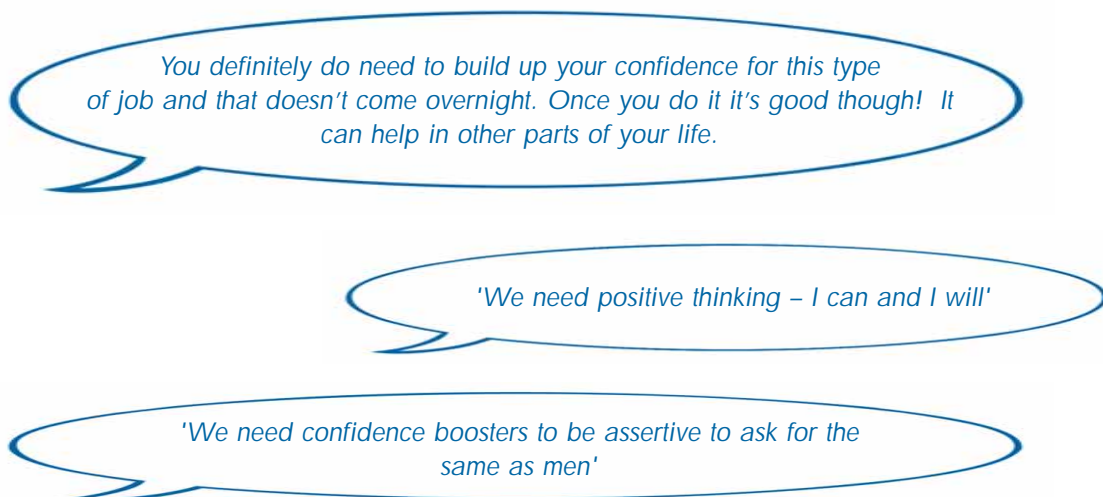 You definitely do need to build up your confidence for this type
of job and that doesn’t come overnight. Once you do it it’s good though!  It
can help in other parts of your life.
'We need positive thinking – I can and I will'
'We need confidence boosters to be assertive to ask for the
same as men'